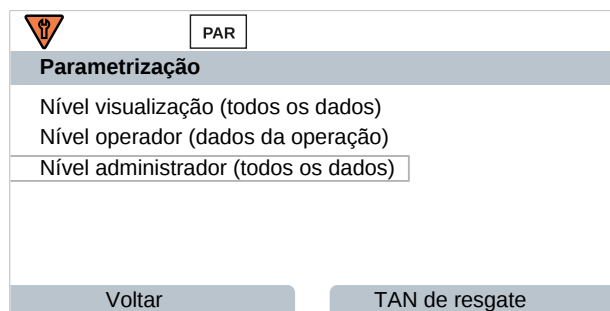 PAR
Parametrização
Nível visualização (todos os dados)
Nível operador (dados da operação)
Nível administrador (todos os dados)
Voltar TAN de resgate